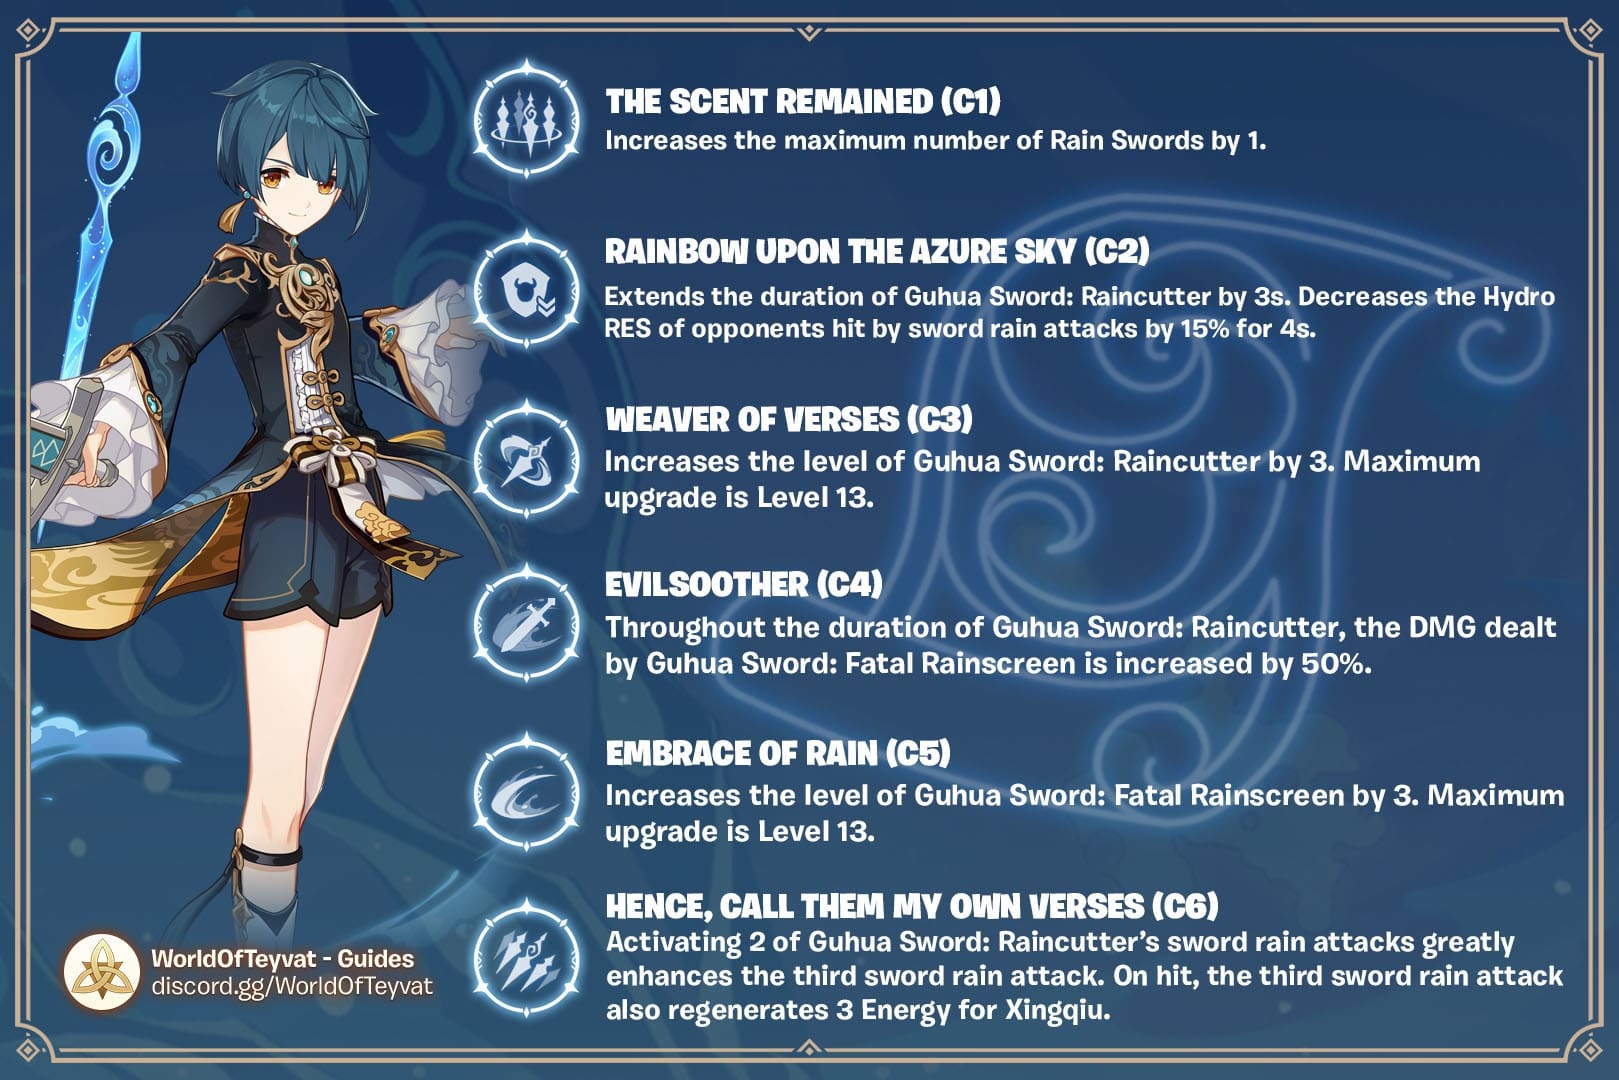 THE SCENT REMAINED (C1)
Increases the maximum number of Rain Swords by 1.
RAINBOW UPON THE AZURE SKY (C2)
Extends the duration of Guhua Sword: Raincutter by 3s. Decreases the Hydro
RES of opponents hit by sword rain attacks by 15% for 4s.
WEAVER OF VERSES (C3)
Increases the level of Guhua Sword: Raincutter by 3. Maximum
upgrade is Level 13.
EVILSOOTHER (C4)
Throughout the duration of Guhua Sword: Raincutter, the DMG dealt
by Guhua Sword: Fatal Rainscreen is increased by 50%.
EMBRACE OF RAIN (C5)
Increases the level of Guhua Sword: Fatal Rainscreen by 3. Maximum
upgrade is Level 13.
HENCE, CALL THEM MY OWN VERSES (C6)
Activating 2 of Guhua Sword: Raincutter's sword rain attacks greatly
enhances the third sword rain attack. On hit, the third sword rain attack
also regenerates 3 Energy for Xingqiu.
WorldOfTeyvat - Guides
discord.gg/WorldOfTeyvat